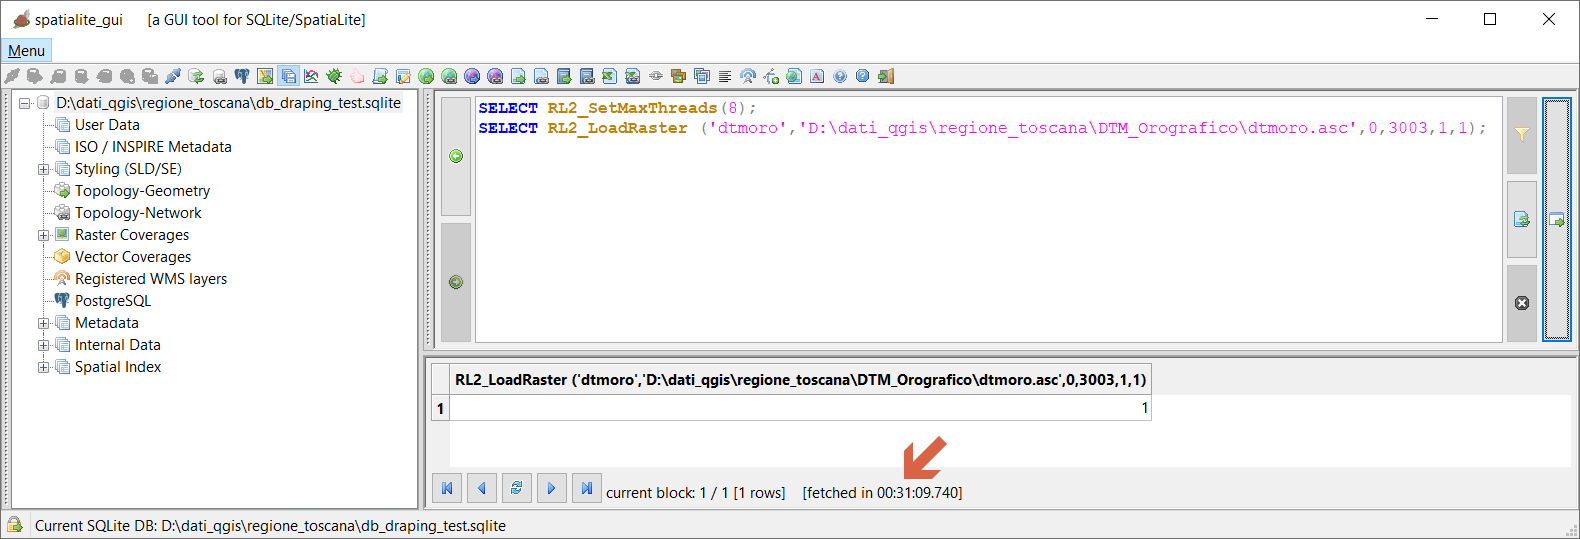 spatialite_gui [a GUI tool for SQLite/SpatiaLite]
Menu
D:\dati_qgis\regione_toscana\db_draping_test.sqlite
User Data
ISO / INSPIRE Metadata
Styling (SLD/SE)
Topology-Geometry
Topology-Network
Raster Coverages
Vector Coverages
Registered WMS layers
PostgreSQL
Metadata
Internal Data
Spatial Index
SELECT RL2_SetMaxThreads(8);
SELECT RL2_LoadRaster ('dtmoro','D:\dati_qgis\regione_toscana\DTM_Orografico\dtmoro.asc',0,3003,1,1);
RL2_LoadRaster ('dtmoro','D:\dati_qgis\regione_toscana\DTM_Orografico\dtmoro.asc',0,3003,1,1)
1 1
current block: 1 / 1 [1 rows] [fetched in 00:31:09.740]
Current SQLite DB: D:\dati_qgis\regione_toscana\db_draping_test.sqlite